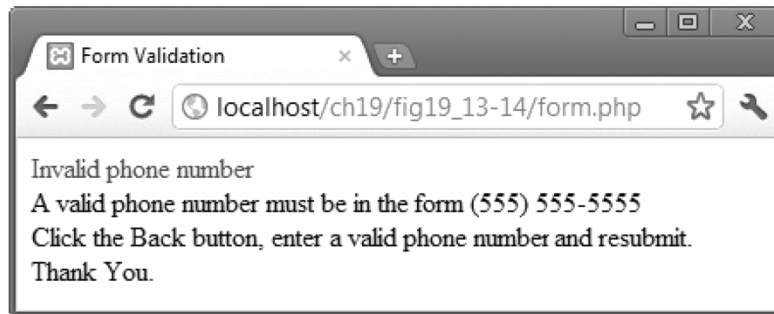 Form Validation
localhost/ch19/fig19_13-14/form.php
Invalid phone number
A valid phone number must be in the form (555) 555-5555
Click the Back button, enter a valid phone number and resubmit.
Thank You.